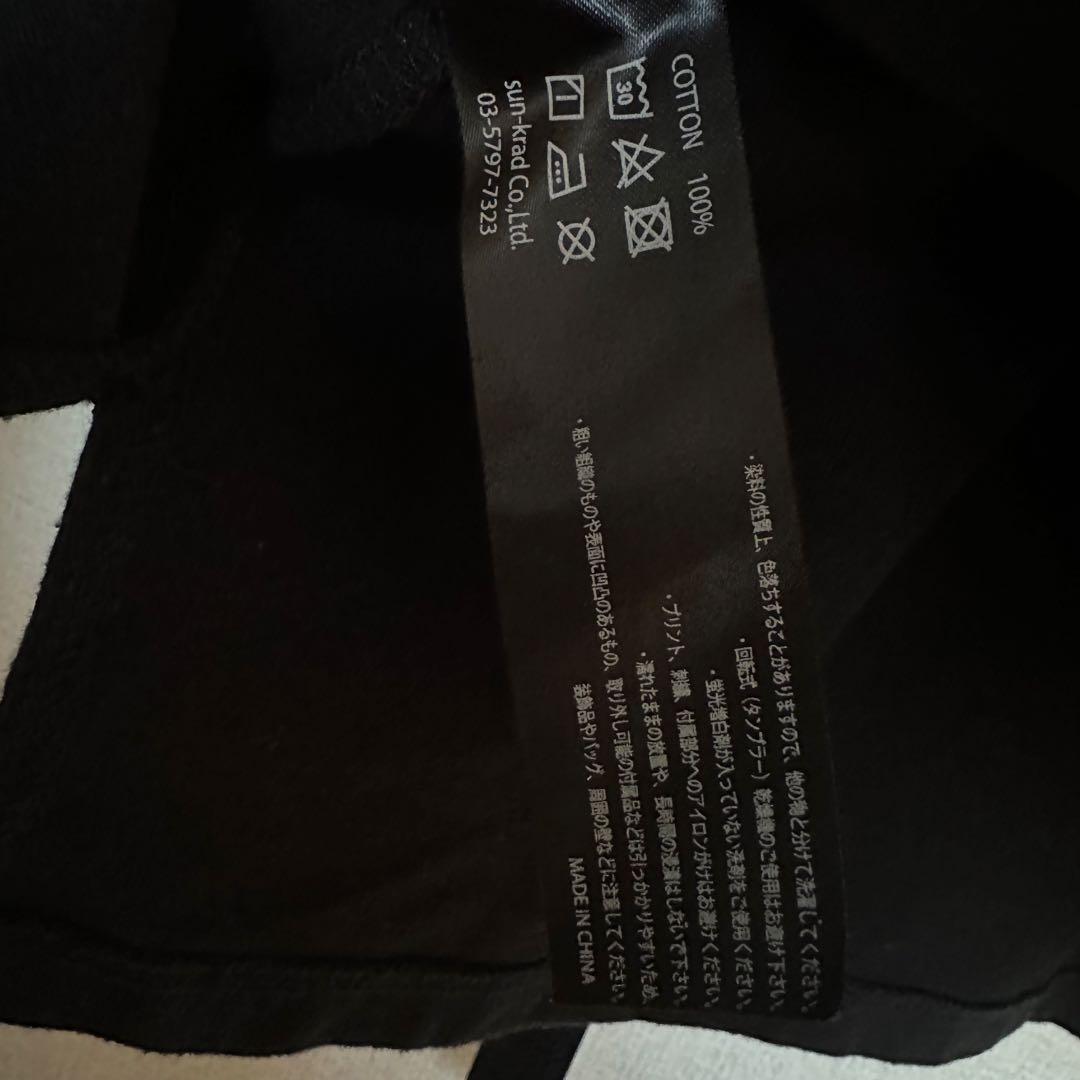 COTTON 100%
30
sun-krad Co.,Ltd.
03-5797-7323
・染料の性質上、色落ちすることがありますので、他の物と分けて洗濯してください。
・回転式（タンブラー）乾燥機のご使用はお避け下さい。
・蛍光増白剤が入っていない洗剤をご使用ください。
・プリント、刺繍、付属部分へのアイロンがけはお避けください。
・濡れたままの放置や、長時間の浸漬はしないで下さい。
・粗い組織のものや表面に凹凸のあるもの、取り外し可能の付属品などは引っかかりやすいため、
装飾品やバッグ、周囲の壁などに注意してください。
MADE IN CHINA